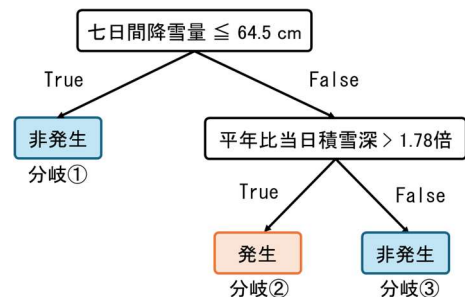 七日間降雪量 ≦ 64.5 cm
True
False
非発生
分岐①
平年比当日積雪深 > 1.78倍
True
False
発生
非発生
分岐②
分岐③